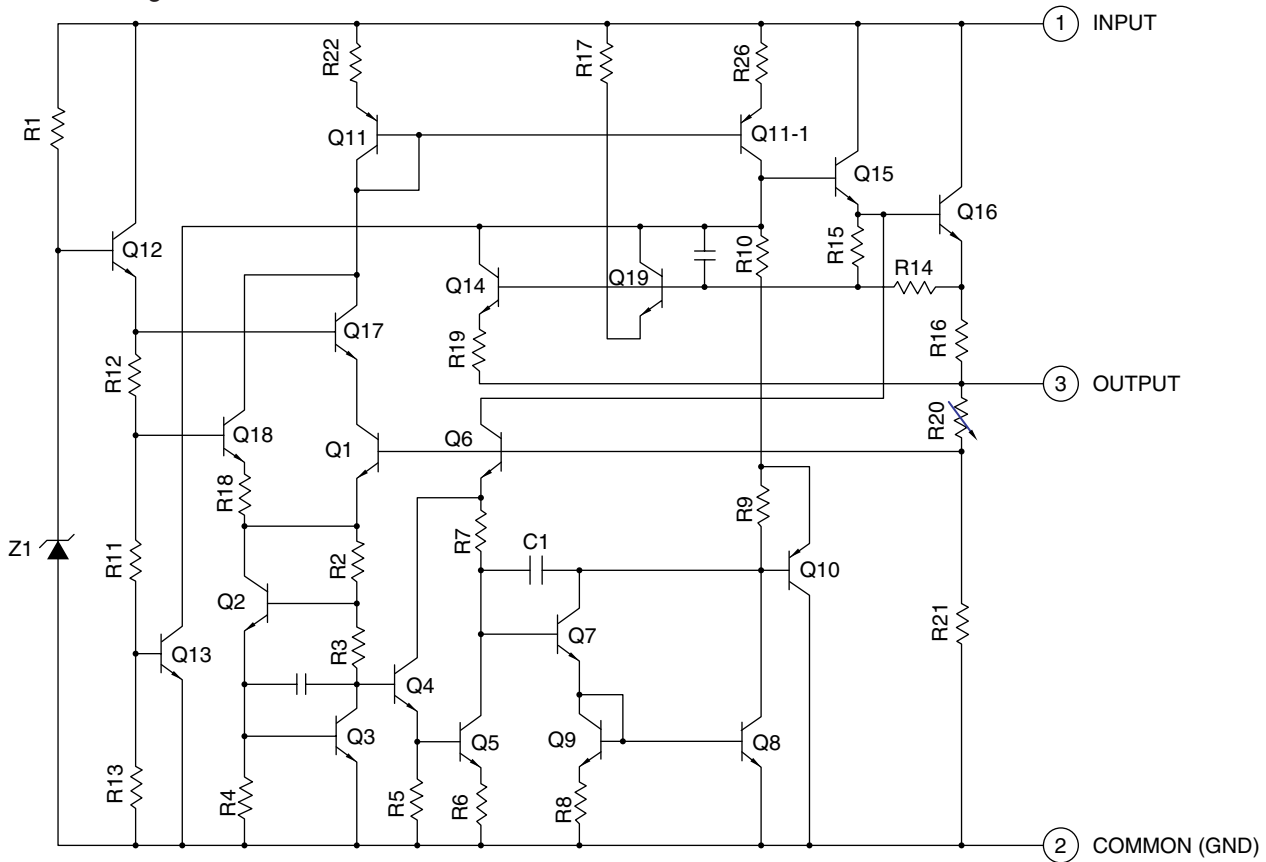 1 INPUT
R22
R17
R26
R1
Q11
Q11-1
Q15
Q16
Q12
R15
R10
R14
Q14
Q19
Q17
R16
R19
R12
3 OUTPUT
R20
Q18
Q1
Q6
R18
R9
R7
C1
Z1
R11
R2
Q10
Q2
R21
Q7
R3
Q13
Q4
Q3
Q5
Q9
Q8
R13
R4
R5
R6
R8
2 COMMON (GND)